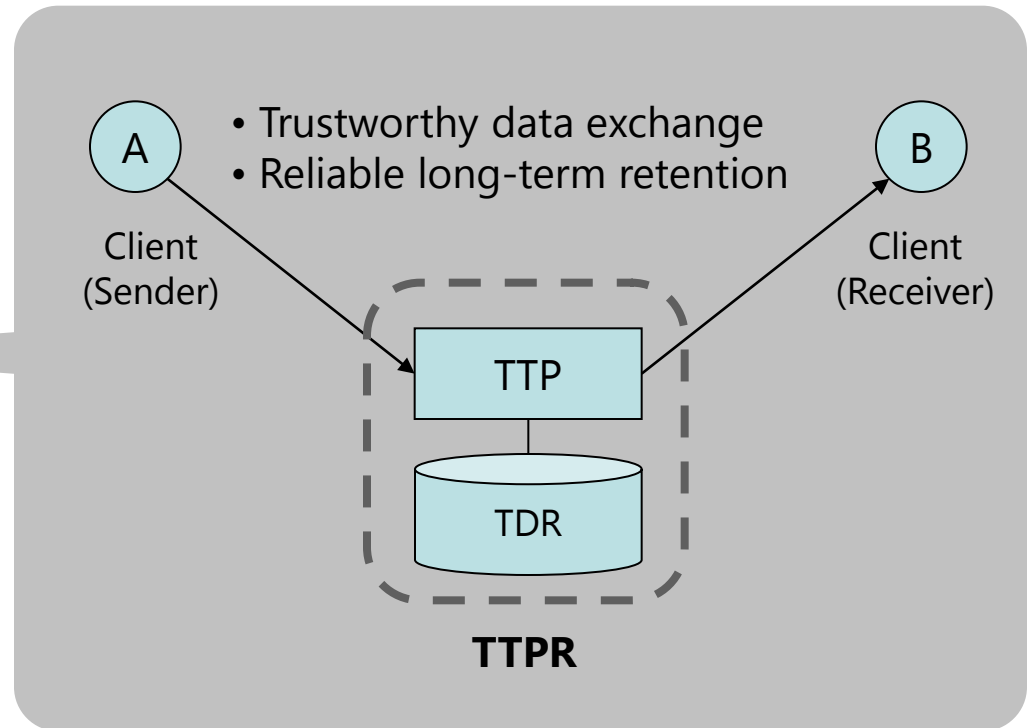 A
• Trustworthy data exchange
• Reliable long-term retention
B
Client
(Sender)
Client
(Receiver)
TTP
TDR
TTPR